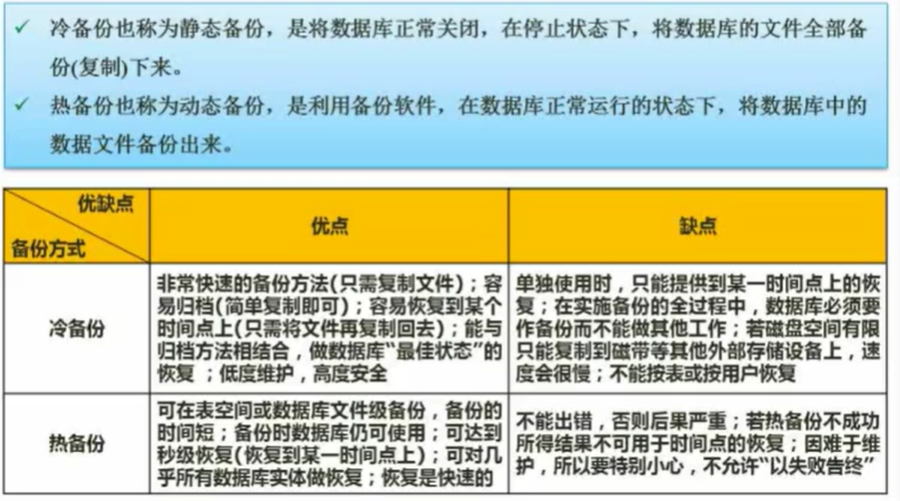 ✓ 冷备份也称为静态备份，是将数据库正常关闭，在停止状态下，将数据库的文件全部备
份(复制)下来。
✓ 热备份也称为动态备份，是利用备份软件，在数据库正常运行的状态下，将数据库中的
数据文件备份出来。
优缺点
备份方式
优点
缺点
冷备份
非常快速的备份方法(只需复制文件)；容
易归档(简单复制即可)；容易恢复到某个
时间点上(只需将文件再复制回去)；能与
归档方法相结合，做数据库“最佳状态”的
恢复 ；低度维护，高度安全
单独使用时，只能提供到某一时间点上的恢
复；在实施备份的全过程中，数据库必须要
作备份而不能做其他工作；若磁盘空间有限
只能复制到磁带等其他外部存储设备上，速
度会很慢；不能按表或按用户恢复
热备份
可在表空间或数据库文件级备份，备份的
时间短；备份时数据库仍可使用；可达到
秒级恢复(恢复到某一时间点上)；可对几
乎所有数据库实体做恢复；恢复是快速的
不能出错，否则后果严重；若热备份不成功
所得结果不可用于时间点的恢复；因难于维
护，所以要特别小心，不允许“以失败告终”